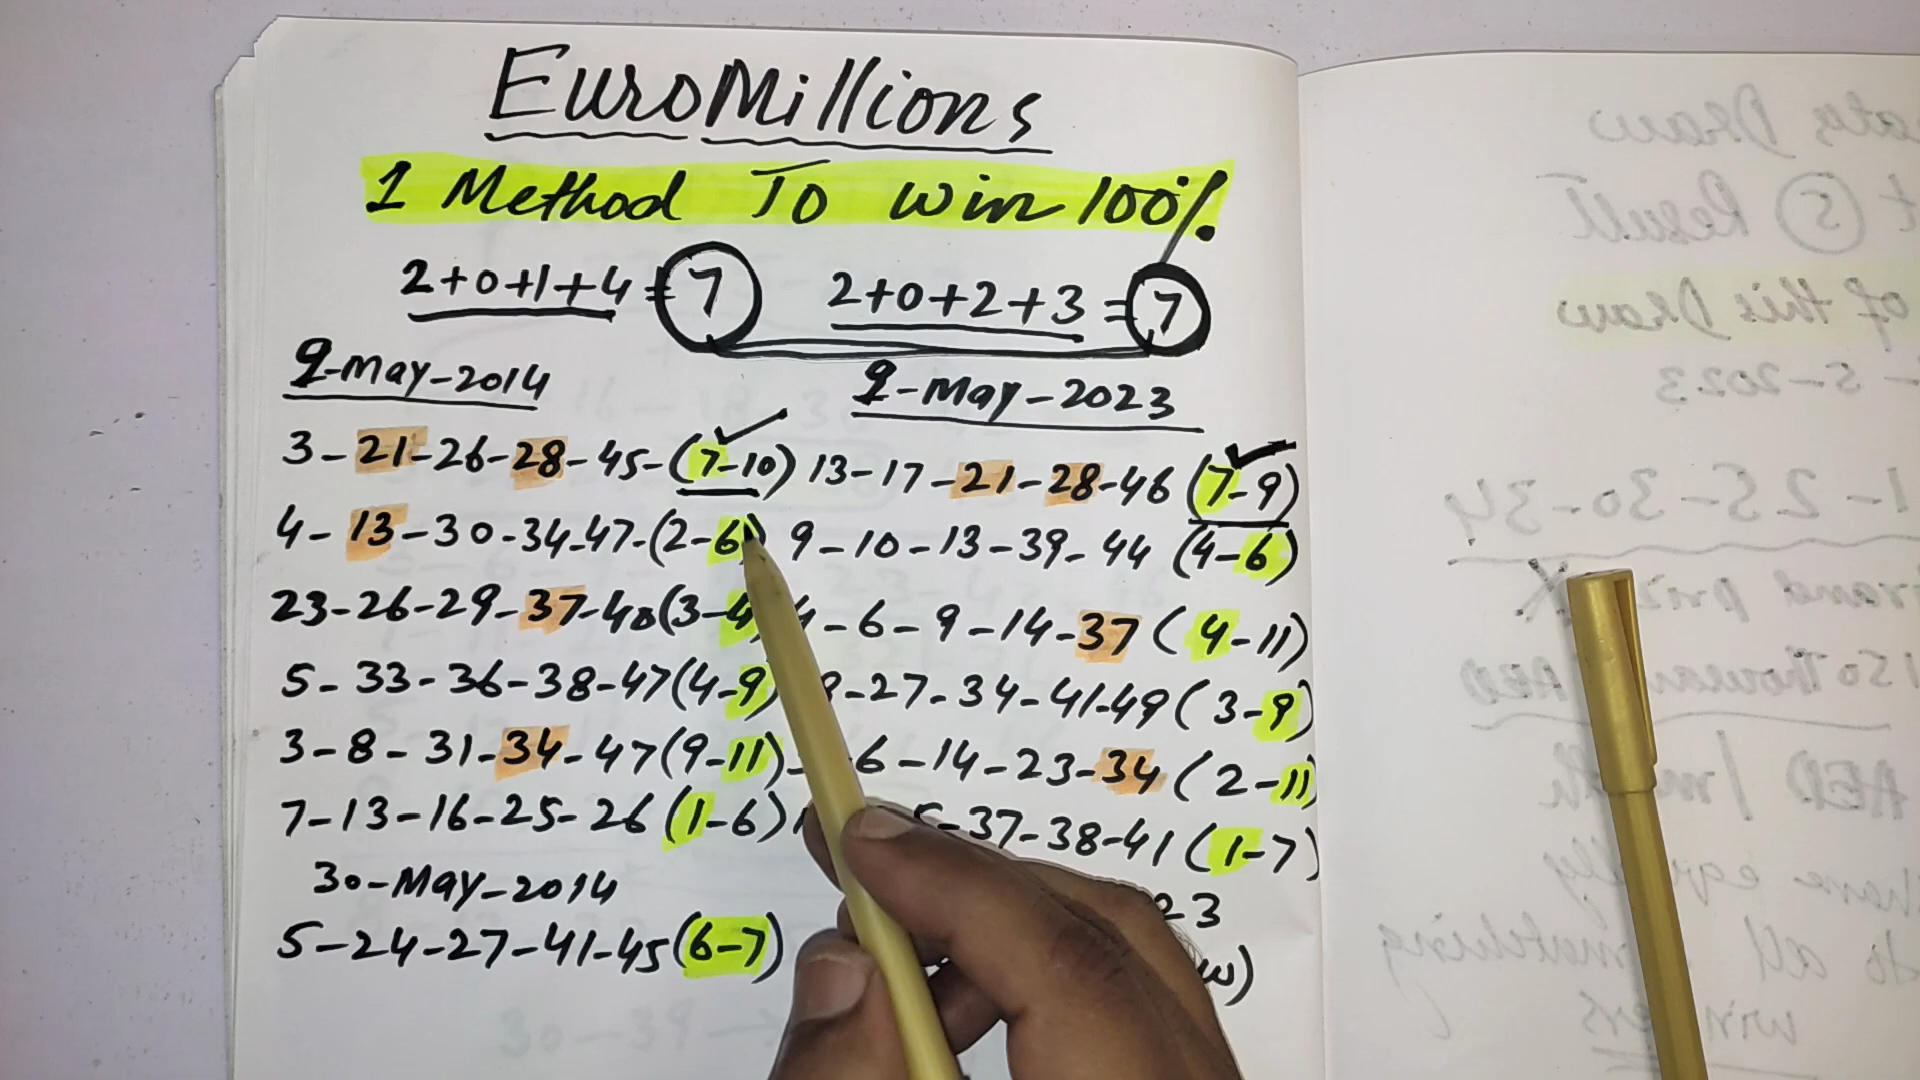 EuroMillions
1 Method To win 100%
2+0+1+4=7 2+0+2+3=7
9-May-2014 9-May-2023
3-21-26-28-45-(7-10) 13-17-21-28-46 (7-9)
4-13-30-34-47-(2-6) 9-10-13-39-44 (4-6)
23-26-29-37-40(3-4) 4-6-9-14-37 (4-11)
5-33-36-38-47(4-9) -27-34-41-49 (3-9)
3-8-31-34-47(9-11) -6-14-23-34 (2-11)
7-13-16-25-26 (1-6) -37-38-41 (1-7)
30-May-2014
5-24-27-41-45(6-7)